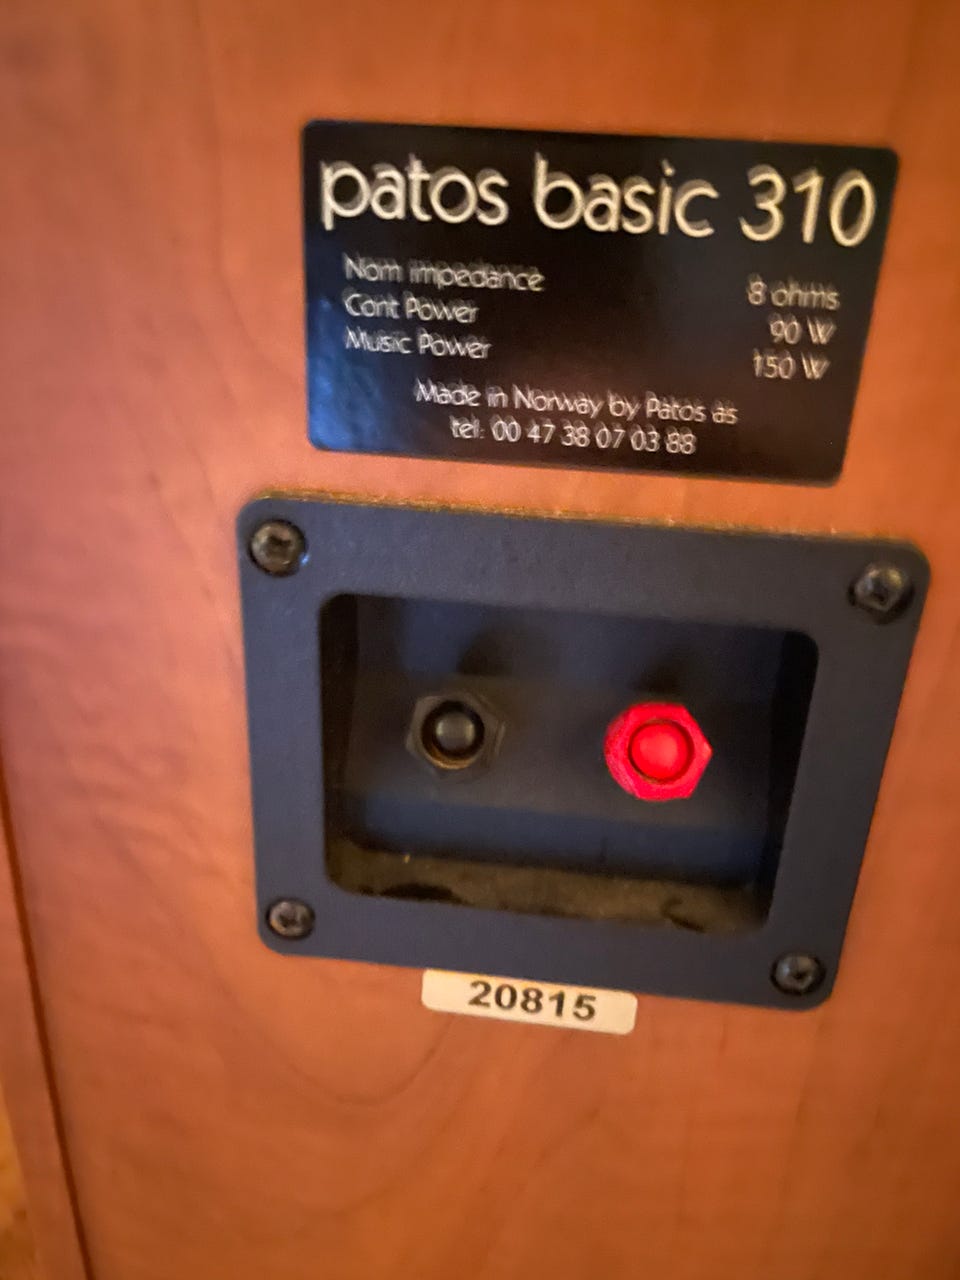 patos basic 310
Nom impedance 8 ohms
Cont Power 90 W
Music Power 150 W
Made in Norway by Patos as
tel: 00 47 38 07 03 88
20815